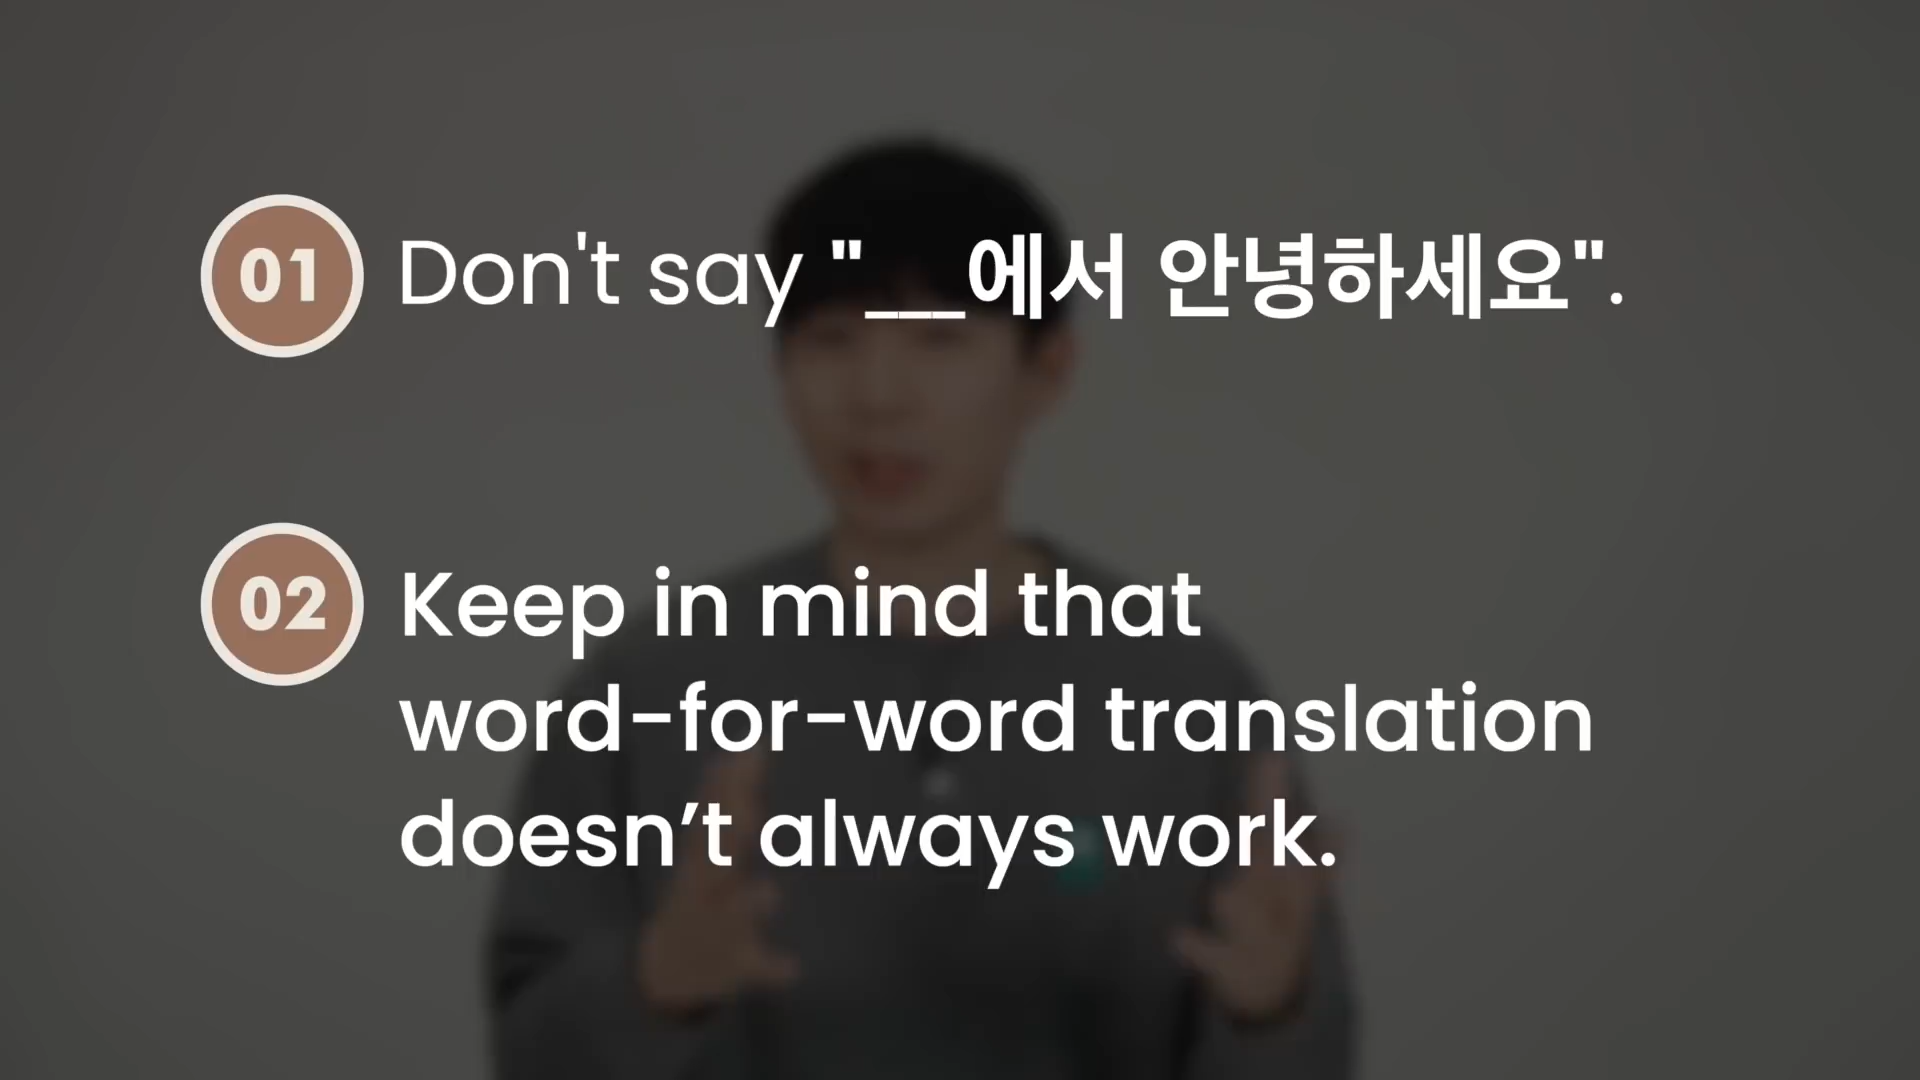 01
Don't say "___에서 안녕하세요".
02
Keep in mind that
word-for-word translation
doesn’t always work.